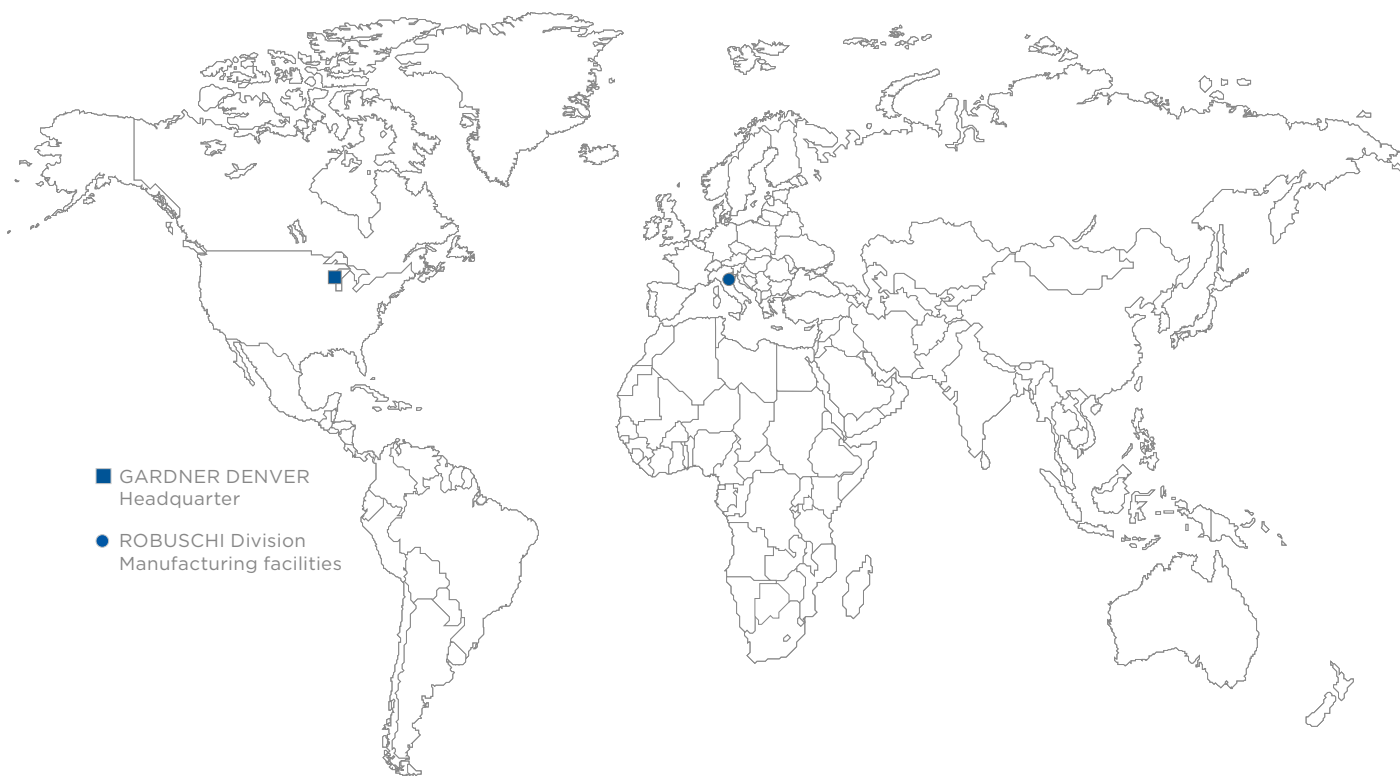 GARDNER DENVER
Headquarter
ROBUSCHI Division
Manufacturing facilities